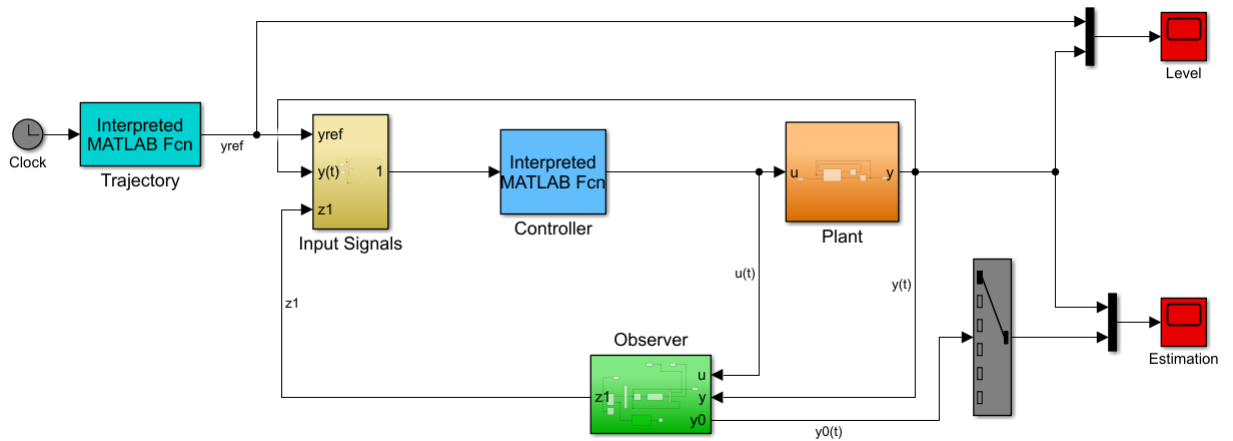 Level
Interpreted
MATLAB Fcn
Trajectory
Clock
yref
yref
y(t)
z1
1
Input Signals
Interpreted
MATLAB Fcn
Controller
u
y
Plant
u(t)
y(t)
z1
Observer
u
z1
y
y0
y0(t)
Estimation